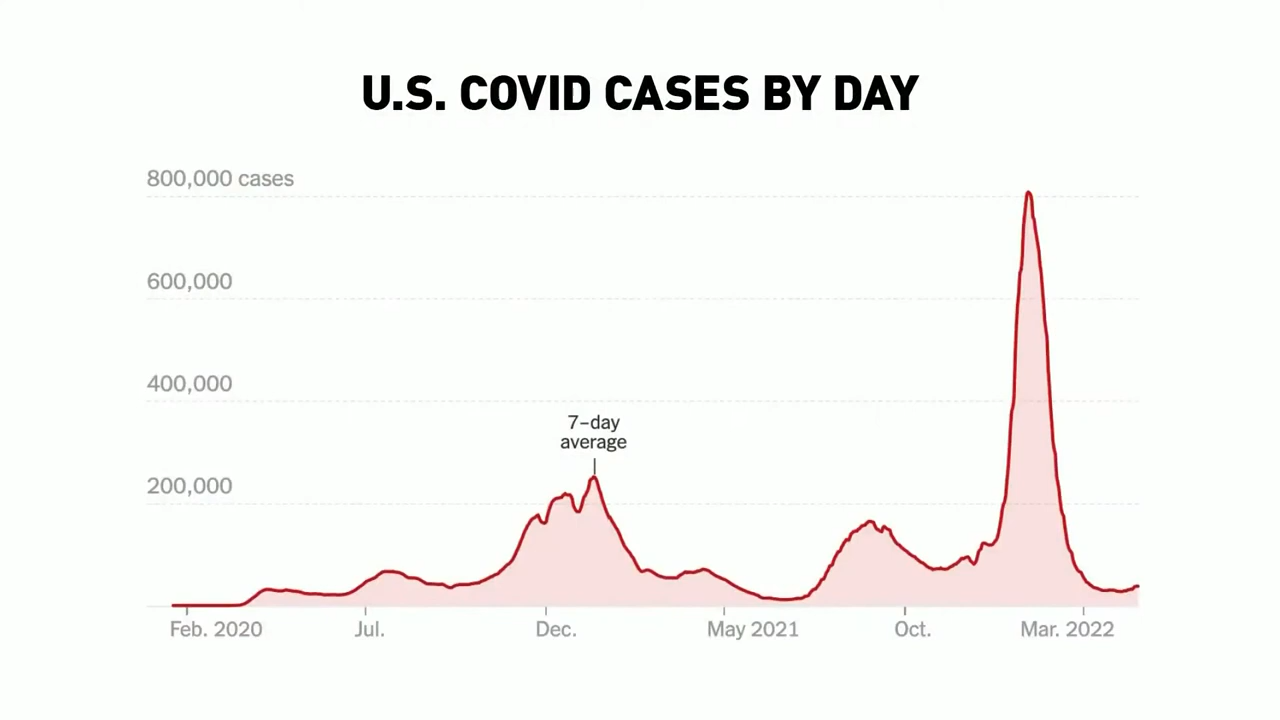 U.S. COVID CASES BY DAY
800,000 cases
600,000
400,000
7-day
average
200,000
Feb. 2020 Jul. Dec. May 2021 Oct. Mar. 2022